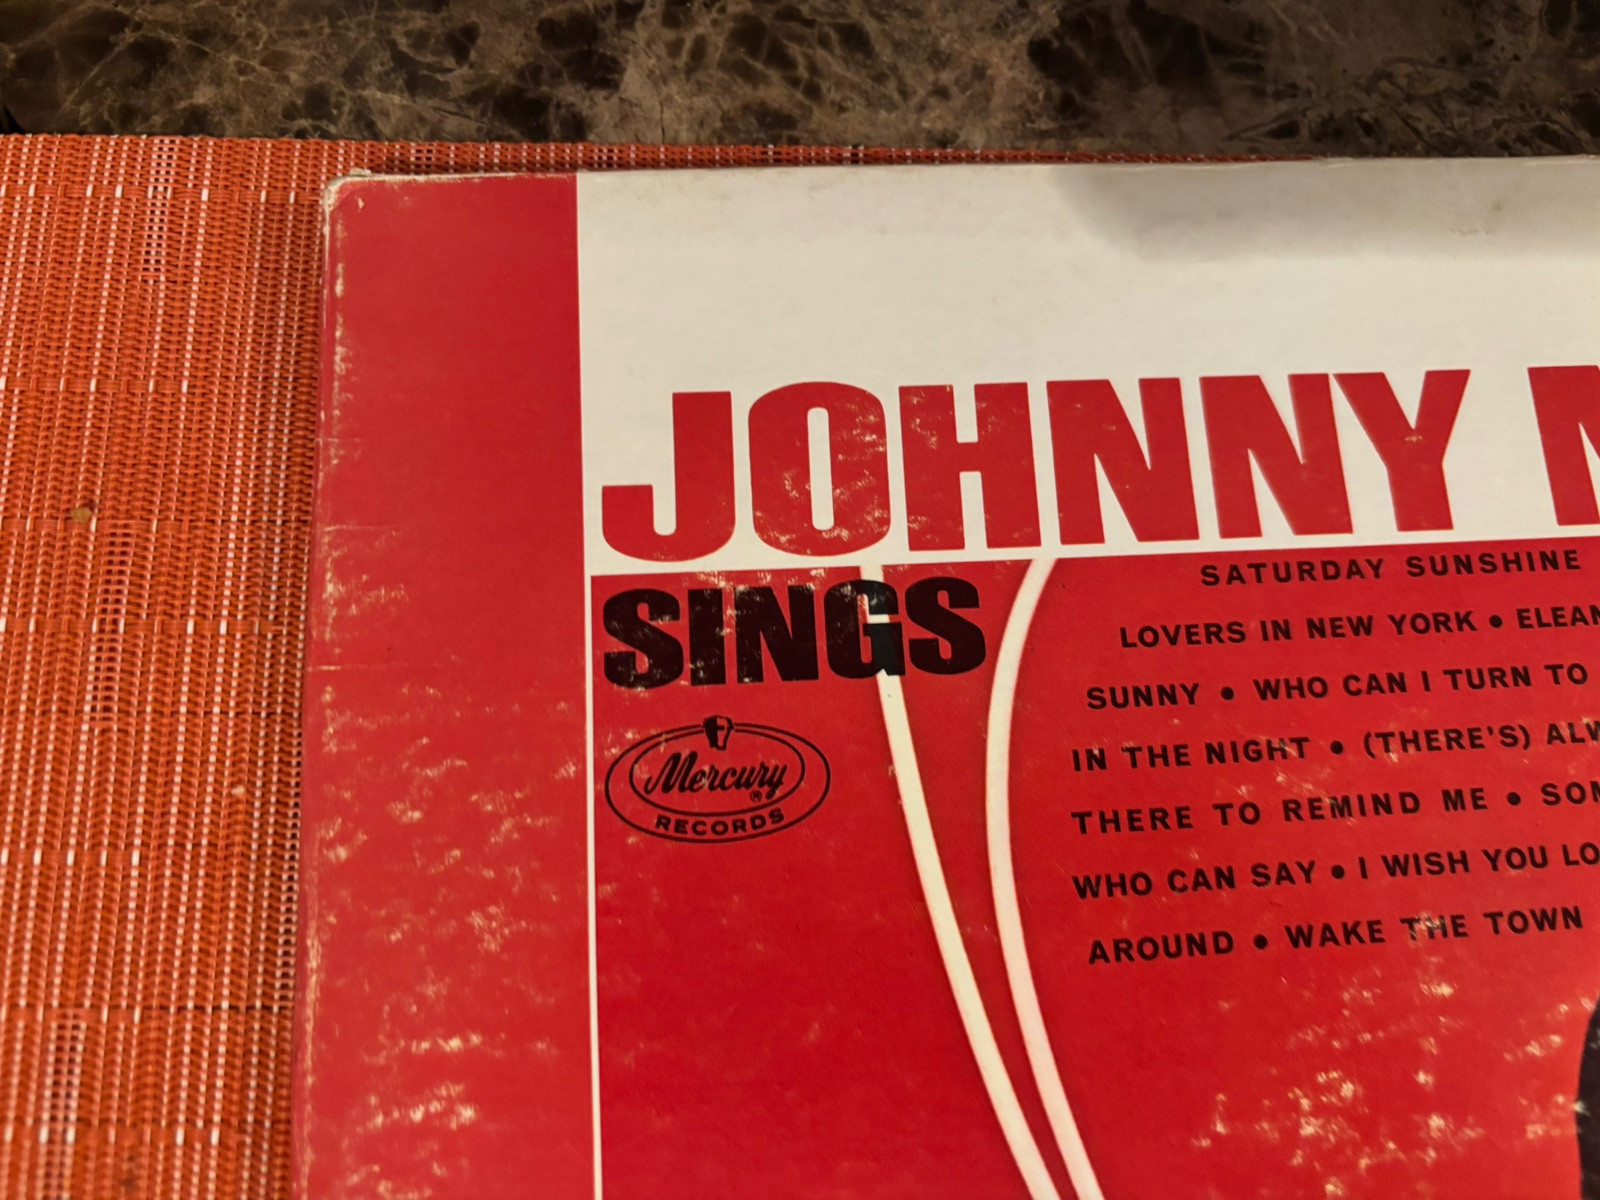 JOHNNY
SINGS
SATURDAY SUNSHINE
LOVERS IN NEW YORK •
SUNNY • WHO CAN I TURN TO
IN THE NIGHT • (THERE'S)
THERE TO REMIND ME •
WHO CAN SAY • I WISH YOU
AROUND • WAKE THE TOWN
Mercury
®
RECORDS